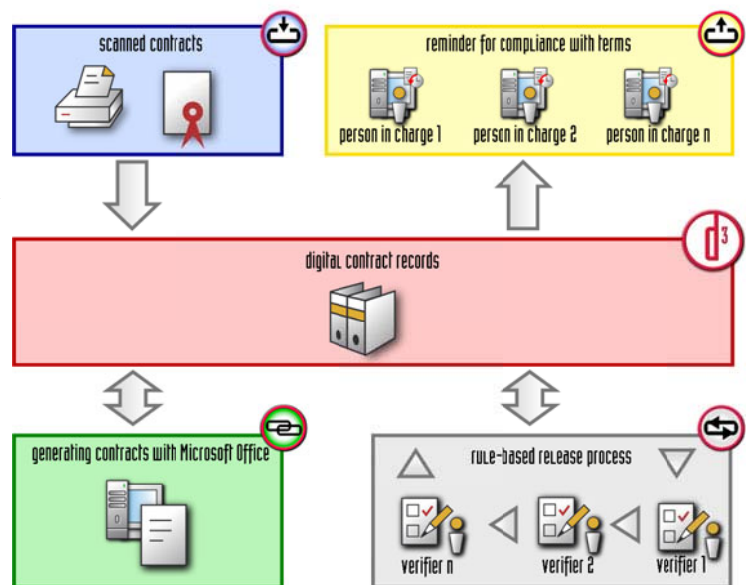 scanned contracts
reminder for compliance with terms
person in charge 1
person in charge 2
person in charge n
d3
digital contract records
generating contracts with Microsoft Office
rule-based release process
verifier n
verifier 2
verifier 1